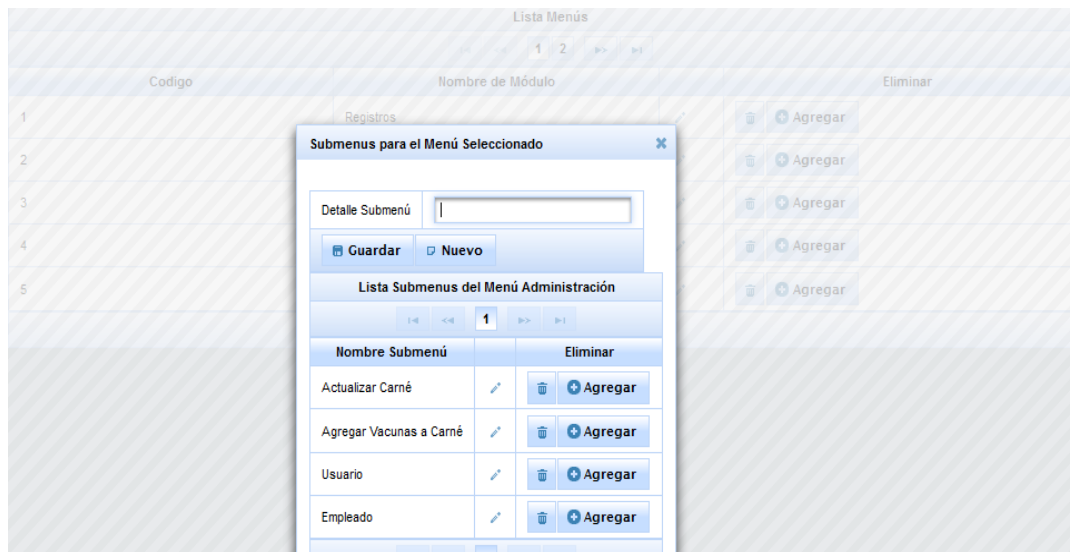 Lista Menús
1 2
Codigo Nombre de Módulo Eliminar
1 Registros Agregar
Submenus para el Menú Seleccionado
2 Agregar
3 Agregar
Detalle Submenú
4 Agregar
Guardar Nuevo
5 Agregar
Lista Submenus del Menú Administración
1
Nombre Submenú Eliminar
Actualizar Carné Agregar
Agregar Vacunas a Carné Agregar
Usuario Agregar
Empleado Agregar